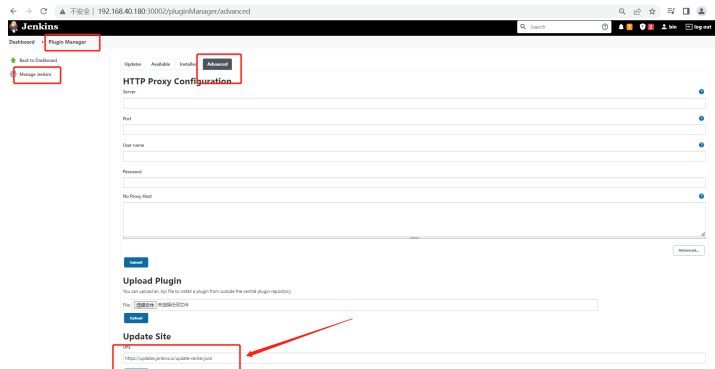 不安全 | 192.168.40.180:30002/pluginManager/advanced
Jenkins
Search
2
2
bin
log out
Dashboard
Plugin Manager
Back to Dashboard
Manage Jenkins
Updates
Available
Installed
Advanced
HTTP Proxy Configuration
Server
Port
User name
Password
No Proxy Host
Advanced...
Submit
Upload Plugin
You can upload an .hpi file to install a plugin from outside the central plugin repository.
File: 选择文件 未选择任何文件
Upload
Update Site
URL
https://updates.jenkins.io/update-center.json